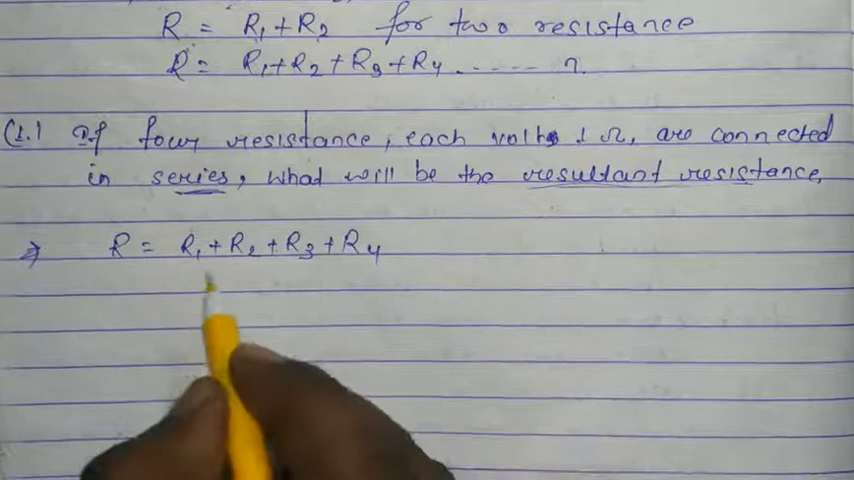 R = R₁+R₂ for two resistance
R = R₁+R₂+R₃+R₄ ...... n.
Q.1 If four resistance, each volts 1 Ω, are connected
in series, what will be the resultant resistance,
⇒ R = R₁+R₂+R₃+R₄